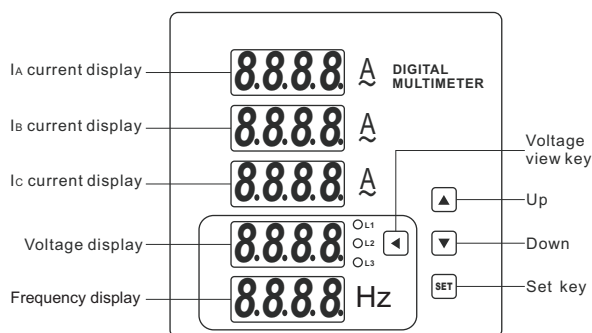 IA current display
8.8.8.8. A
DIGITAL
MULTIMETER
IB current display
8.8.8.8. A
IC current display
8.8.8.8. A
Voltage
view key
Up
Voltage display
8.8.8.8.
L1
L2
L3
Down
Frequency display
8.8.8.8. Hz
SET
Set key